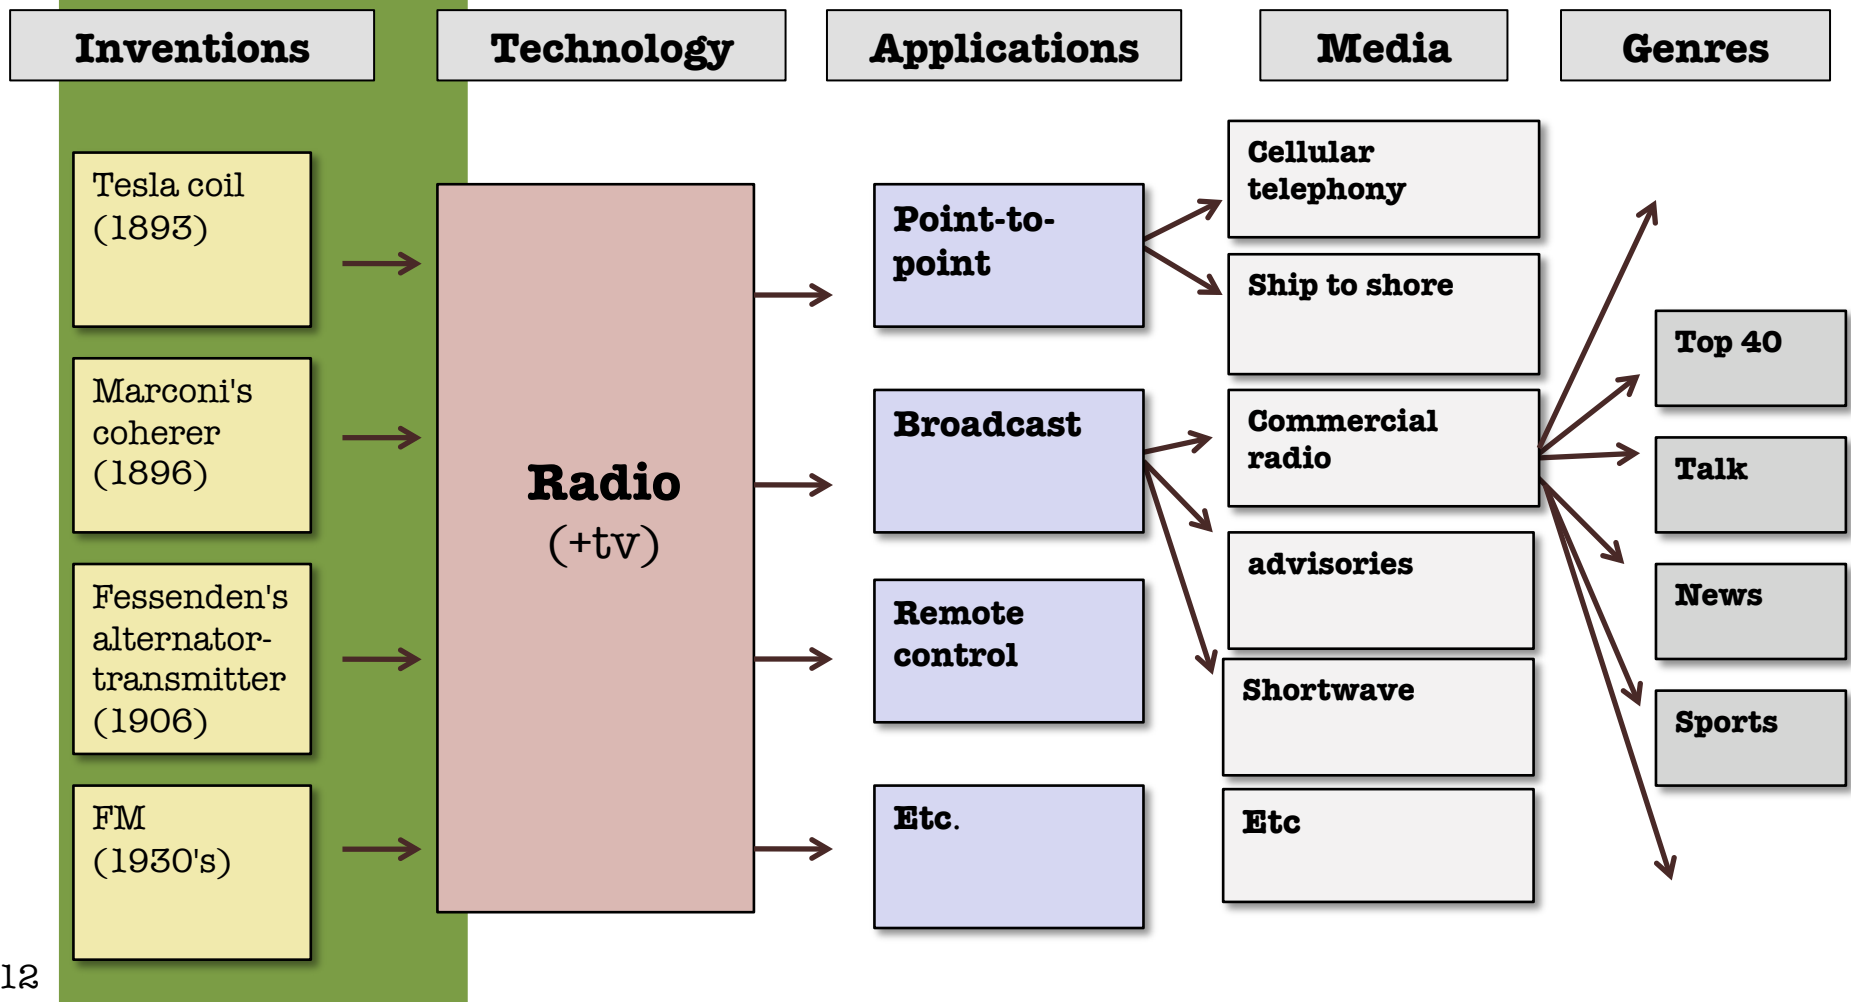 Inventions
Technology
Applications
Media
Genres
Tesla coil
(1893)
Marconi's
coherer
(1896)
Fessenden's
alternator-
transmitter
(1906)
FM
(1930's)
Radio
(+tv)
Point-to-
point
Broadcast
Remote
control
Etc.
Cellular
telephony
Ship to shore
Commercial
radio
advisories
Shortwave
Etc
Top 40
Talk
News
Sports
12